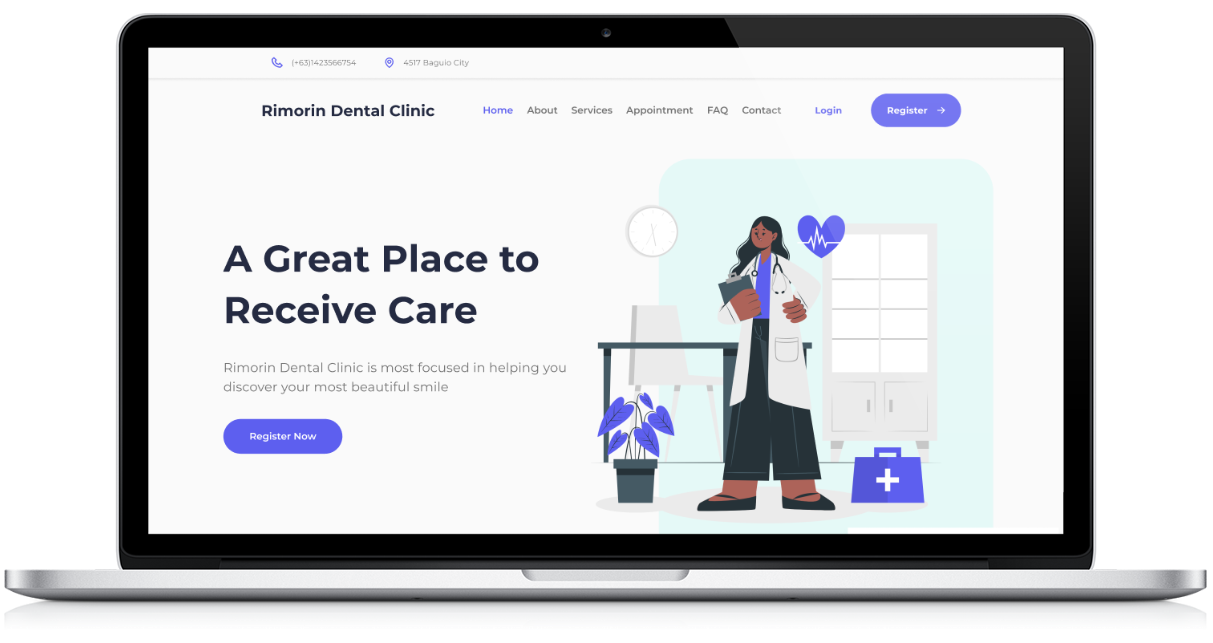 (+63)1423566754 4517 Baguio City
Rimorin Dental Clinic Home About Services Appointment FAQ Contact Login Register →
A Great Place to
Receive Care
Rimorin Dental Clinic is most focused in helping you
discover your most beautiful smile
Register Now